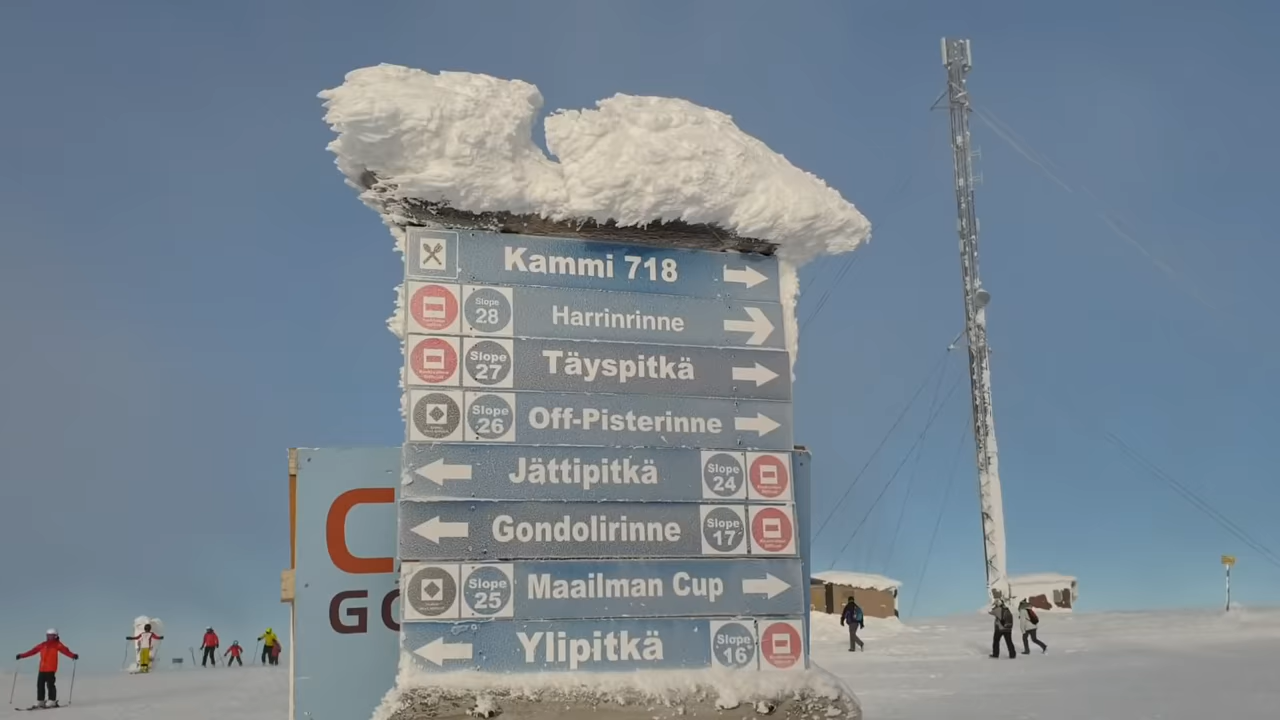 Kammi 718
Slope 28 Harrinrinne
Slope 27 Täyspitkä
Slope 26 Off-Pisterinne
Jättipitkä Slope 24
Gondolirinne Slope 17
Slope 25 Maailman Cup
Ylipitkä Slope 16
C
GO